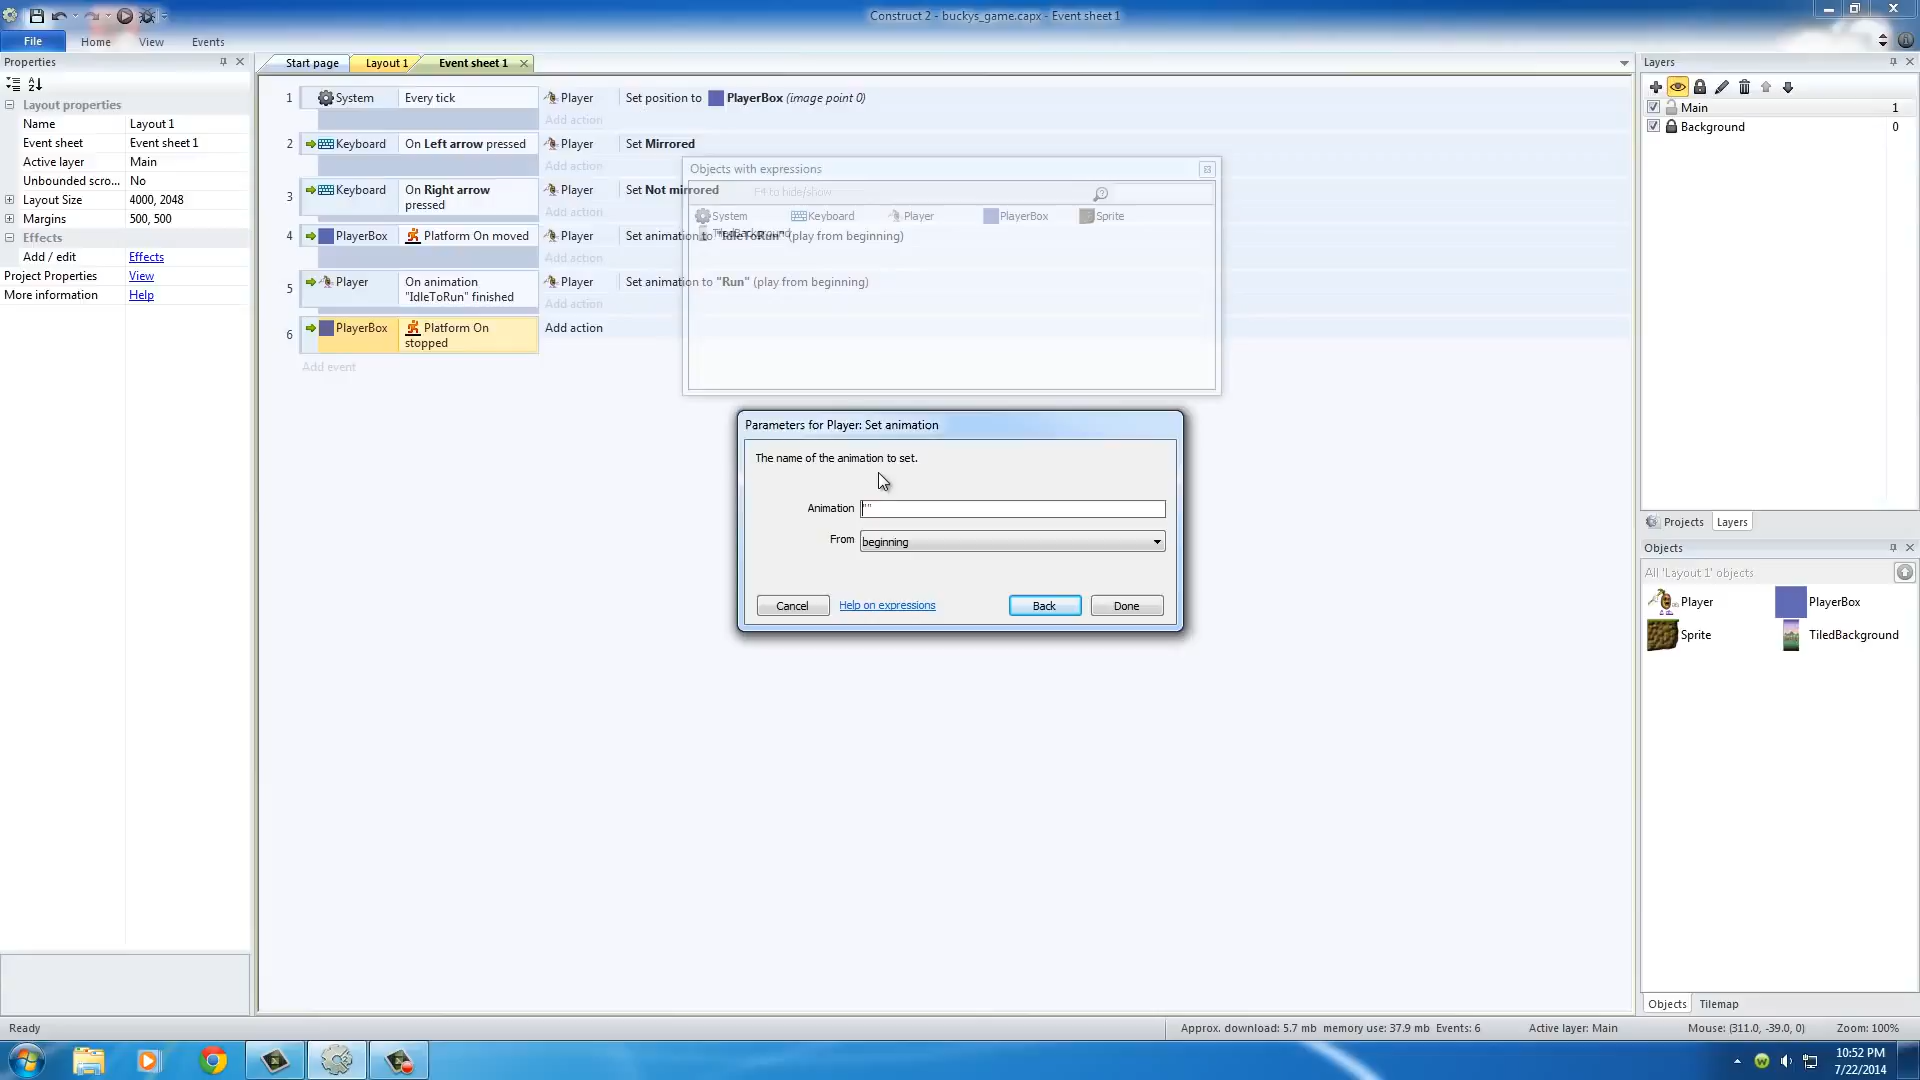 Construct 2 - buckys_game.capx - Event sheet 1
File Home View Events
Properties
Layout properties
Name Layout 1
Event sheet Event sheet 1
Active layer Main
Unbounded scro... No
Layout Size 4000, 2048
Margins 500, 500
Effects
Add / edit Effects
Project Properties View
More information Help
Start page Layout 1 Event sheet 1
1 System Every tick Player Set position to PlayerBox (image point 0)
Add action
2 Keyboard On Left arrow pressed Player Set Mirrored
Add action
3 Keyboard On Right arrow pressed Player Set Not mirrored
Add action
4 PlayerBox Platform On moved Player Set animation to "IdleToRun" (play from beginning)
Add action
5 Player On animation "IdleToRun" finished Player Set animation to "Run" (play from beginning)
Add action
6 PlayerBox Platform On stopped Add action
Add event
Objects with expressions
F4 to hide/show
System Keyboard Player PlayerBox Sprite
TiledBackground
Parameters for Player: Set animation
The name of the animation to set.
Animation ""
From beginning
Cancel Help on expressions Back Done
Layers
Main 1
Background 0
Projects Layers
Objects
All 'Layout 1' objects
Player PlayerBox
Sprite TiledBackground
Objects Tilemap
Ready
Approx. download: 5.7 mb memory use: 37.9 mb Events: 6 Active layer: Main Mouse: (311.0, -39.0, 0) Zoom: 100%
10:52 PM
7/22/2014